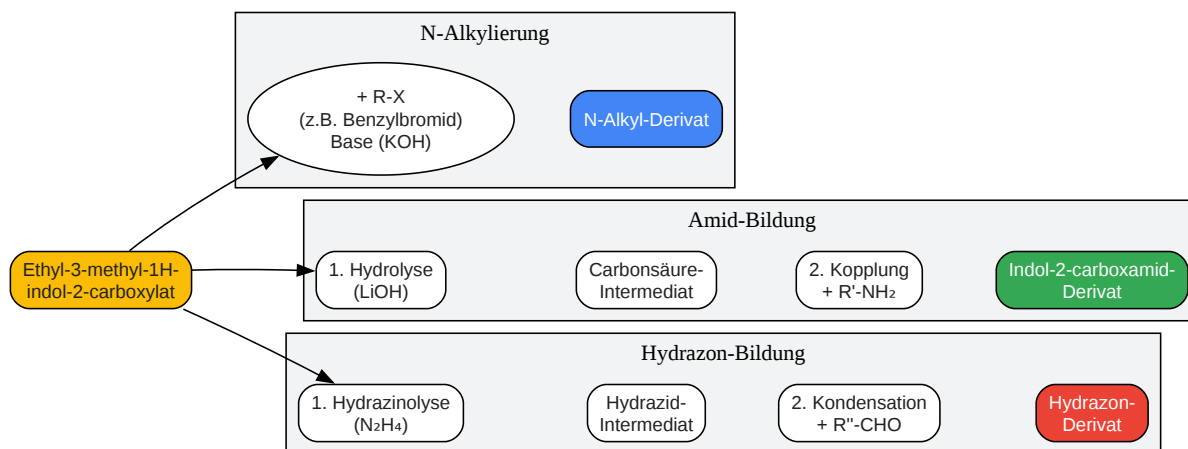 N-Alkylierung
+ R-X
(z.B. Benzylbromid)
Base (KOH)
N-Alkyl-Derivat
Amid-Bildung
Ethyl-3-methyl-1H-
indol-2-carboxylat
1. Hydrolyse
(LiOH)
Carbonsäure-
Intermediat
2. Kopplung
+ R'-NH₂
Indol-2-carboxamid-
Derivat
Hydrazon-Bildung
1. Hydrazinolyse
(N₂H₄)
Hydrazid-
Intermediat
2. Kondensation
+ R''-CHO
Hydrazon-
Derivat